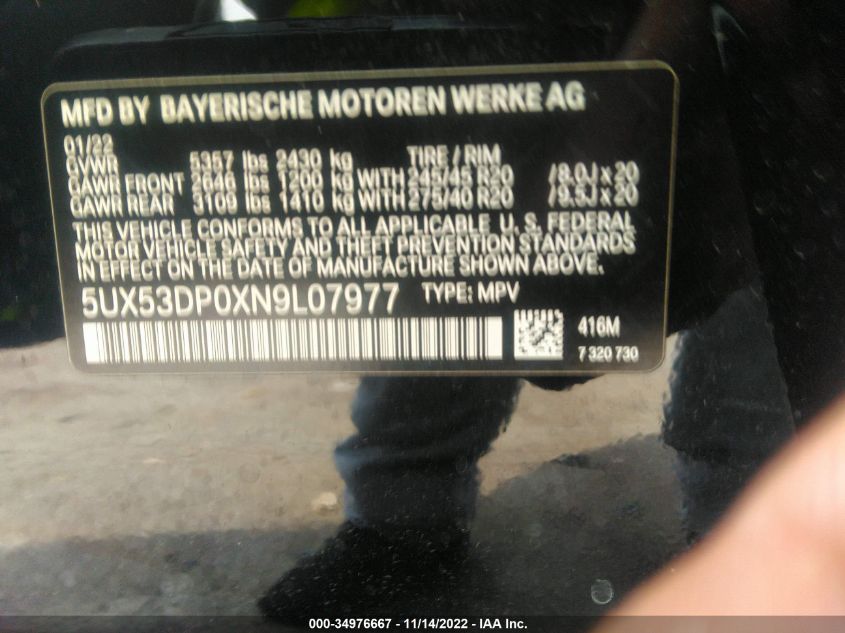 MFD BY BAYERISCHE MOTOREN WERKE AG
01/22
GVWR 5357 lbs 2430 kg TIRE / RIM
GAWR FRONT 2646 lbs 1200 kg WITH 245/45 R20 /8.0J x 20
GAWR REAR 3109 lbs 1410 kg WITH 275/40 R20 /9.5J x 20
THIS VEHICLE CONFORMS TO ALL APPLICABLE U. S. FEDERAL
MOTOR VEHICLE SAFETY AND THEFT PREVENTION STANDARDS
IN EFFECT ON THE DATE OF MANUFACTURE SHOWN ABOVE.
5UX53DP0XN9L07977 TYPE: MPV
416M
7 320 730
000-34976667 - 11/14/2022 - IAA Inc.